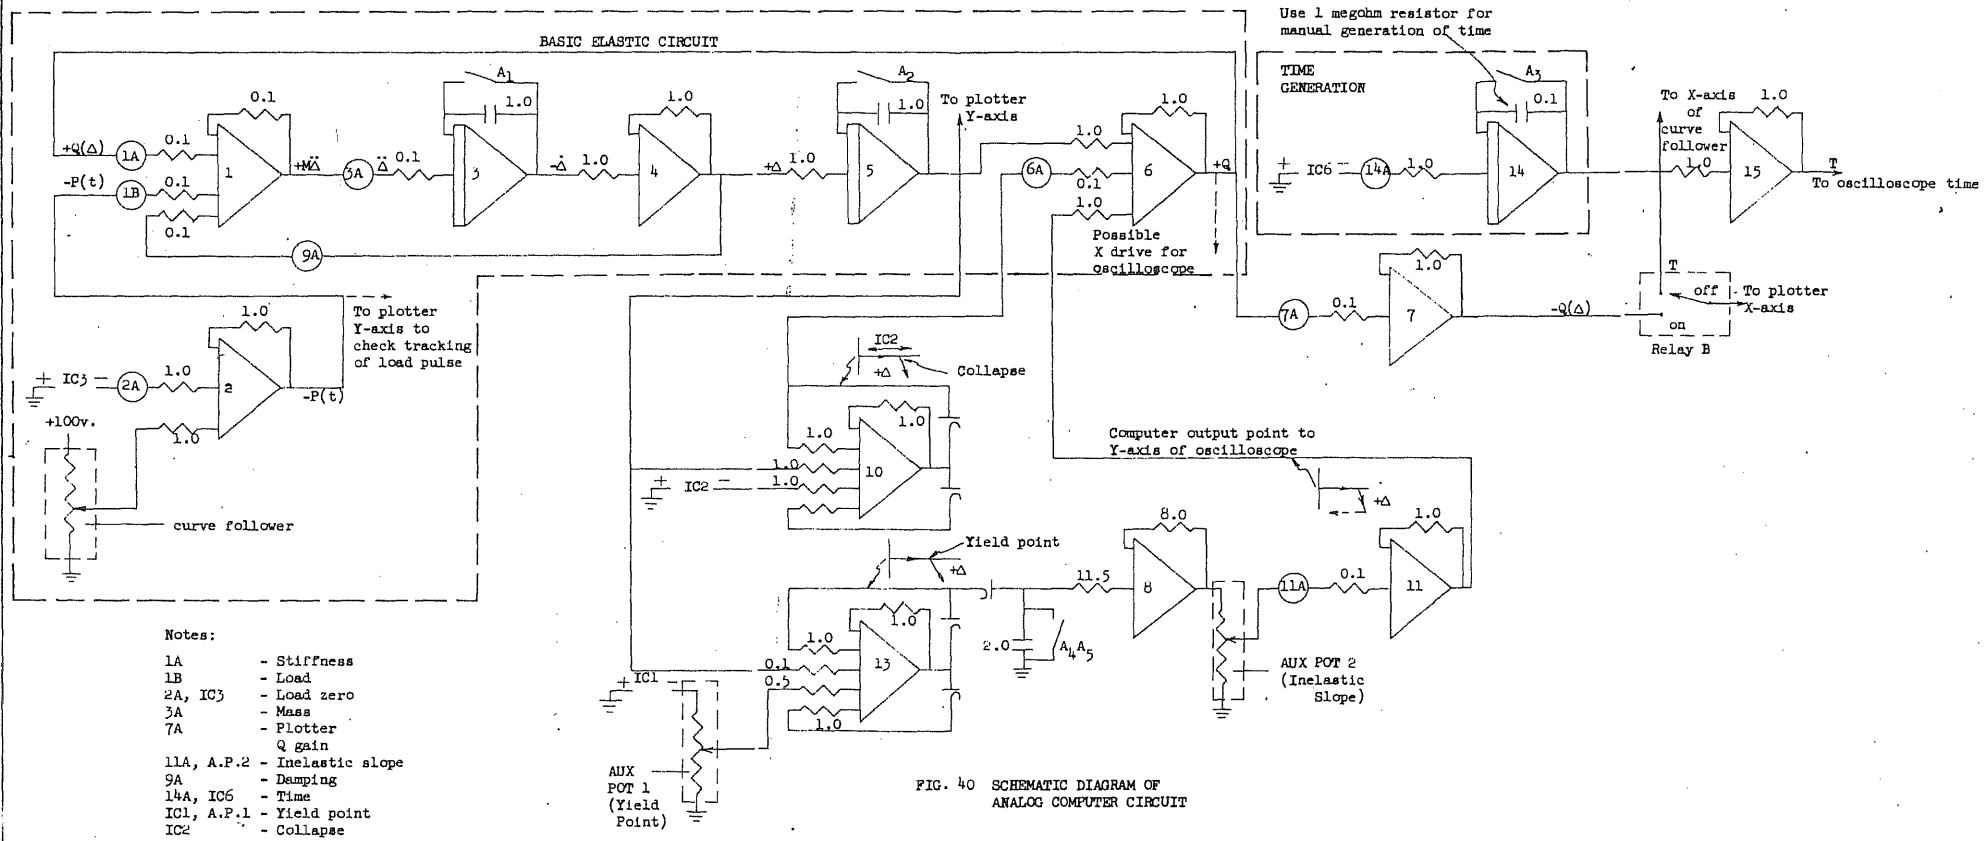 Use 1 megohm resistor for
manual generation of time
BASIC ELASTIC CIRCUIT
TIME
GENERATION
A1
A2
A3
0.1
1.0
1.0
1.0
1.0
1.0
0.1
1.0
To plotter
Y-axis
To X-axis
of
curve
follower
+Q(Δ)
1A
0.1
1
+MΔ̈
3A
Δ̈
0.1
3
-Δ̇
1.0
4
+Δ
1.0
5
1.0
6A
0.1
1.0
6
+Q
+ IC6 -
14A
1.0
14
1.0
15
T
To oscilloscope time
-P(t)
1B
0.1
0.1
9A
Possible
X drive for
oscilloscope
To plotter
Y-axis to
check tracking
of load pulse
1.0
+ IC3 -
2A
1.0
2
-P(t)
1.0
+100v.
curve follower
7A
0.1
1.0
7
-Q(Δ)
T
off
on
To plotter
X-axis
Relay B
IC2
+Δ
Collapse
1.0
1.0
1.0
1.0
10
+ IC2 -
Computer output point to
Y-axis of oscilloscope
+Δ
Yield point
+Δ
1.0
1.0
0.1
0.5
1.0
13
+ IC1 -
AUX
POT 1
(Yield
Point)
2.0
A4A5
11.5
8.0
8
11A
0.1
1.0
11
AUX POT 2
(Inelastic
Slope)
Notes:
1A - Stiffness
1B - Load
2A, IC3 - Load zero
3A - Mass
7A - Plotter
Q gain
11A, A.P.2 - Inelastic slope
9A - Damping
14A, IC6 - Time
IC1, A.P.1 - Yield point
IC2 - Collapse
FIG. 40 SCHEMATIC DIAGRAM OF
ANALOG COMPUTER CIRCUIT